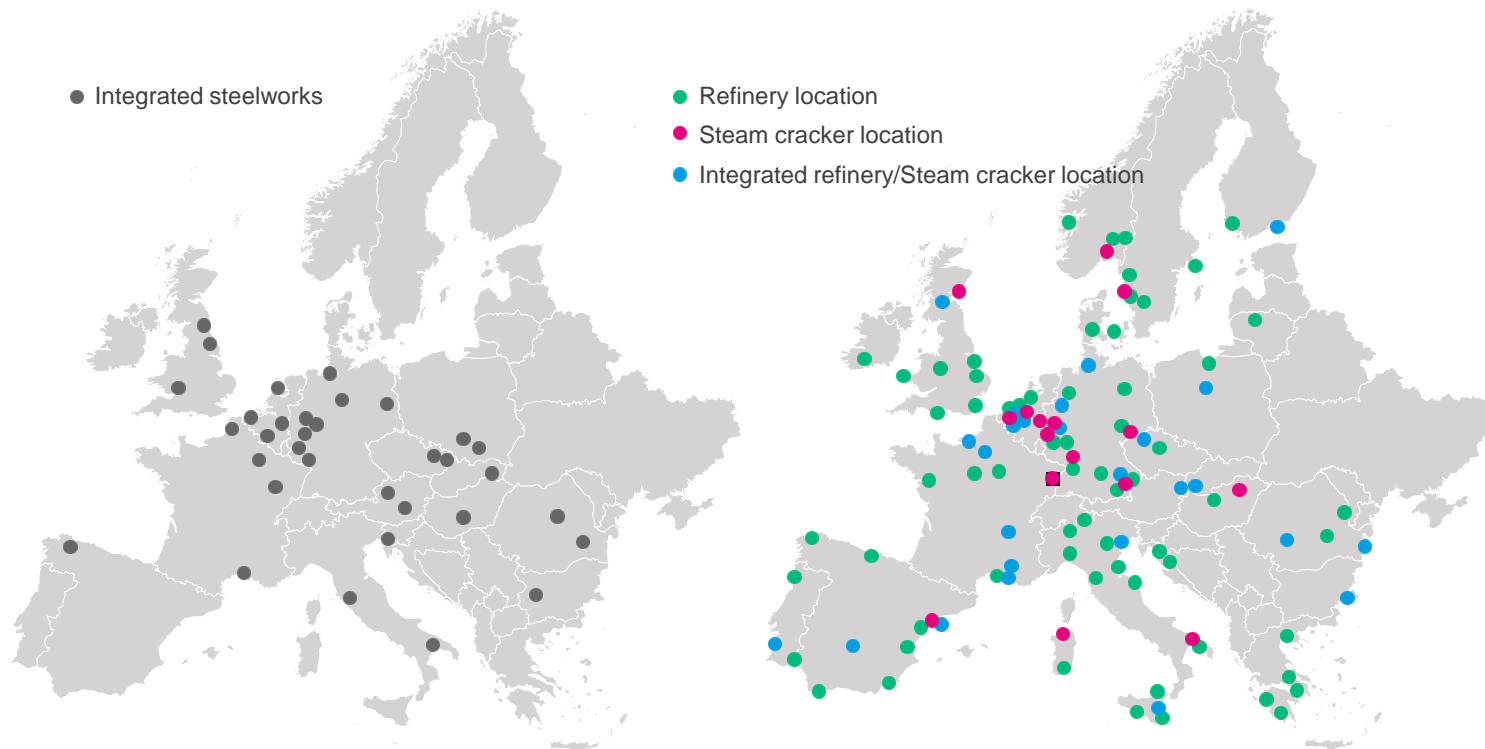 Integrated steelworks
Refinery location
Steam cracker location
Integrated refinery/Steam cracker location